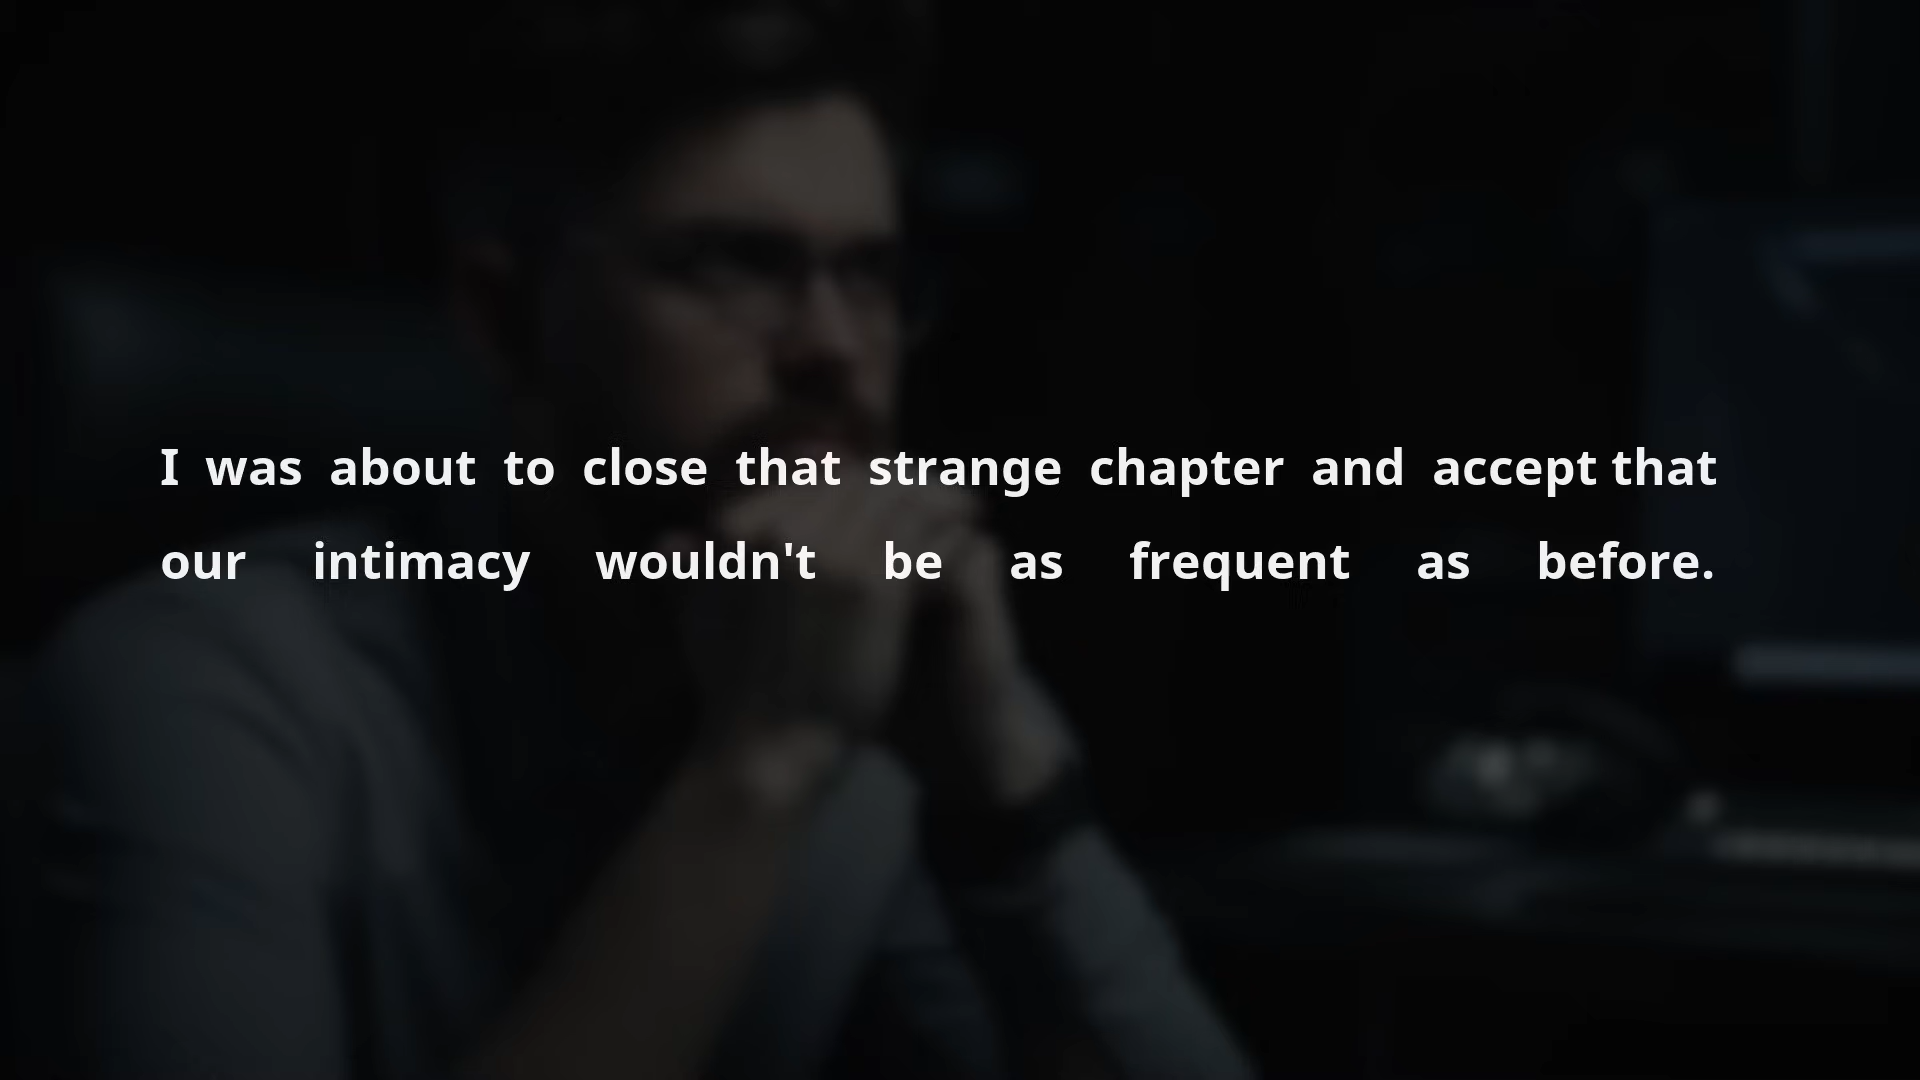 I was about to close that strange chapter and accept that
our intimacy wouldn't be as frequent as before.